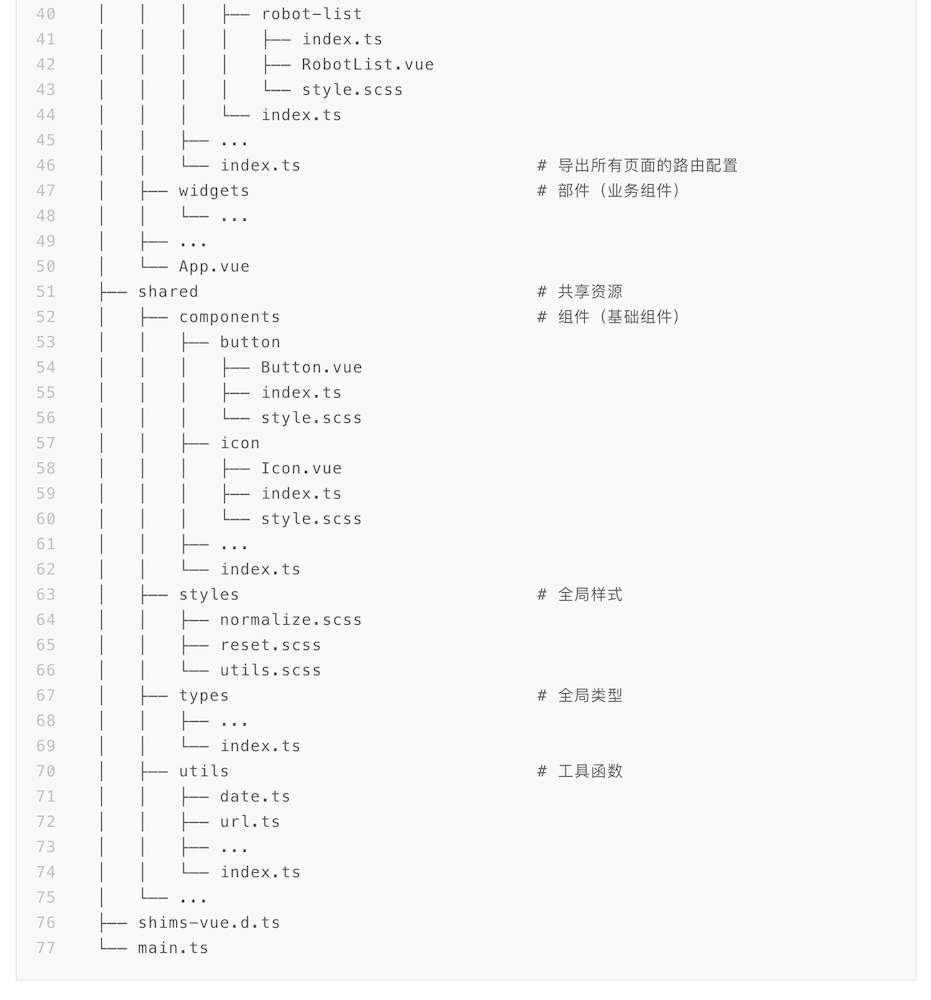 40 │   │   │   ├── robot-list
41 │   │   │   │   ├── index.ts
42 │   │   │   │   ├── RobotList.vue
43 │   │   │   │   └── style.scss
44 │   │   │   └── index.ts
45 │   │   ├── ...
46 │   │   └── index.ts # 导出所有页面的路由配置
47 │   ├── widgets # 部件（业务组件）
48 │   │   └── ...
49 │   ├── ...
50 │   └── App.vue
51 ├── shared # 共享资源
52 │   ├── components # 组件（基础组件）
53 │   │   ├── button
54 │   │   │   ├── Button.vue
55 │   │   │   ├── index.ts
56 │   │   │   └── style.scss
57 │   │   ├── icon
58 │   │   │   ├── Icon.vue
59 │   │   │   ├── index.ts
60 │   │   │   └── style.scss
61 │   │   ├── ...
62 │   │   └── index.ts
63 │   ├── styles # 全局样式
64 │   │   ├── normalize.scss
65 │   │   ├── reset.scss
66 │   │   └── utils.scss
67 │   ├── types # 全局类型
68 │   │   ├── ...
69 │   │   └── index.ts
70 │   ├── utils # 工具函数
71 │   │   ├── date.ts
72 │   │   ├── url.ts
73 │   │   ├── ...
74 │   │   └── index.ts
75 │   └── ...
76 ├── shims-vue.d.ts
77 └── main.ts